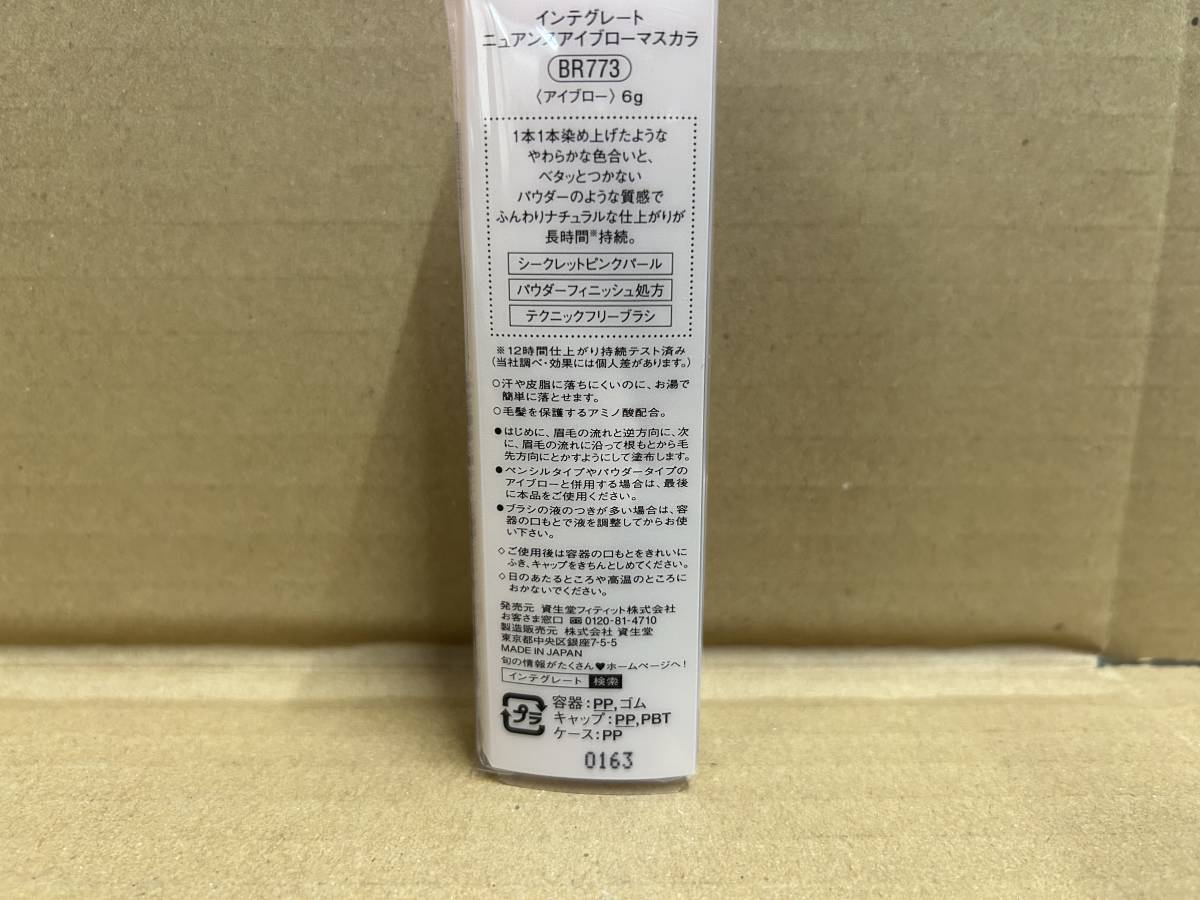 インテグレート
ニュアンスアイブローマスカラ
BR773
〈アイブロー〉6g
1本1本染め上げたような
やわらかな色合いと、
ベタッとつかない
パウダーのような質感で
ふんわりナチュラルな仕上がりが
長時間※持続。
シークレットピンクパール
パウダーフィニッシュ処方
テクニックフリーブラシ
※12時間仕上がり持続テスト済み
(当社調べ・効果には個人差があります。)
○汗や皮脂に落ちにくいのに、お湯で
簡単に落とせます。
○毛髪を保護するアミノ酸配合。
●はじめに、眉毛の流れと逆方向に、次
に、眉毛の流れに沿って根もとから毛
先方向にとかすようにして塗布します。
●ペンシルタイプやパウダータイプの
アイブローと併用する場合は、最後
に本品をご使用ください。
●ブラシの液のつきが多い場合は、容
器の口もとで液を調整してからお使
い下さい。
◇ご使用後は容器の口もとをきれいに
ふき、キャップをきちんとしめてください。
◇日のあたるところや高温のところに
おかないでください。
発売元 資生堂フィティット株式会社
お客さま窓口 0120-81-4710
製造販売元 株式会社 資生堂
東京都中央区銀座7-5-5
MADE IN JAPAN
旬の情報がたくさん♥ホームページへ!
インテグレート 検索
プラ
容器:PP,ゴム
キャップ:PP,PBT
ケース:PP
0163